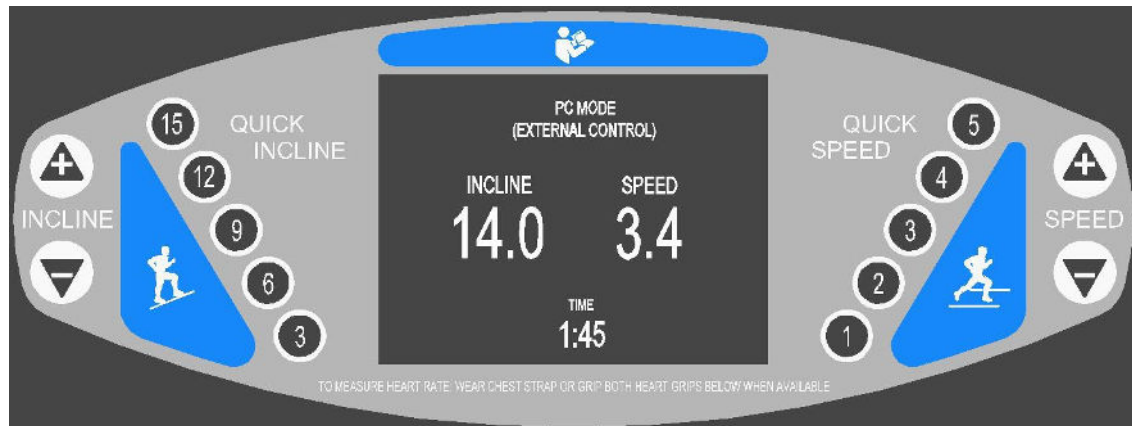 15
QUICK
INCLINE
12
9
6
3
+
INCLINE
−
PC MODE
(EXTERNAL CONTROL)
INCLINE
SPEED
14.0
3.4
TIME
1:45
QUICK
SPEED
5
4
3
2
1
+
SPEED
−
TO MEASURE HEART RATE: WEAR CHEST STRAP OR GRIP BOTH HEART GRIPS BELOW WHEN AVAILABLE